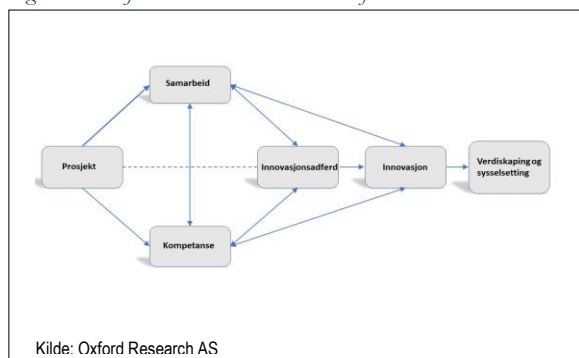 Samarbeid
Prosjekt
Innovasjonsadferd
Innovasjon
Verdiskaping og
sysselsetting
Kompetanse
Kilde: Oxford Research AS